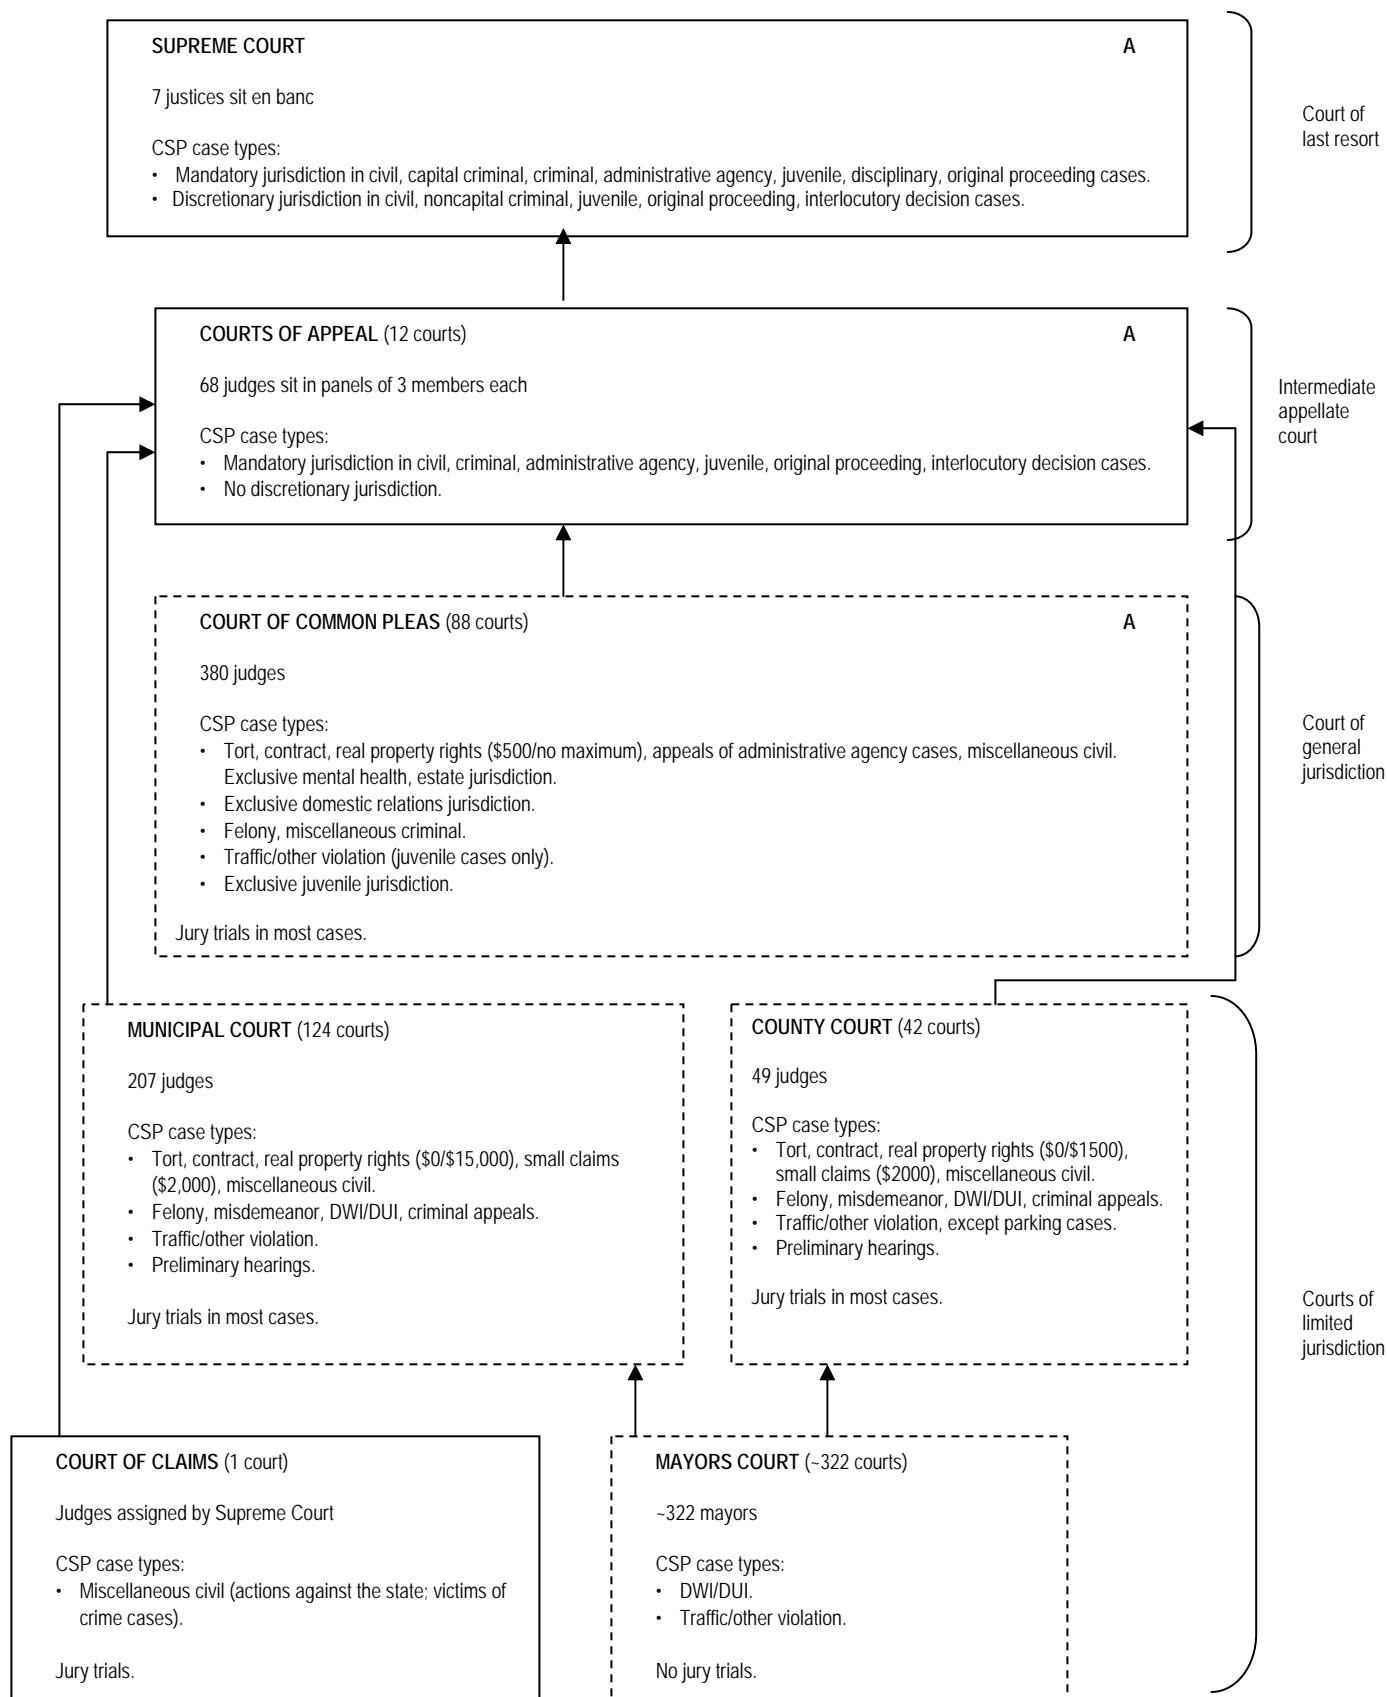 SUPREME COURT A
7 justices sit en banc
CSP case types:
• Mandatory jurisdiction in civil, capital criminal, criminal, administrative agency, juvenile, disciplinary, original proceeding cases.
• Discretionary jurisdiction in civil, noncapital criminal, juvenile, original proceeding, interlocutory decision cases.
Court of
last resort
COURTS OF APPEAL (12 courts) A
68 judges sit in panels of 3 members each
CSP case types:
• Mandatory jurisdiction in civil, criminal, administrative agency, juvenile, original proceeding, interlocutory decision cases.
• No discretionary jurisdiction.
Intermediate
appellate
court
COURT OF COMMON PLEAS (88 courts) A
380 judges
CSP case types:
• Tort, contract, real property rights ($500/no maximum), appeals of administrative agency cases, miscellaneous civil.
Exclusive mental health, estate jurisdiction.
• Exclusive domestic relations jurisdiction.
• Felony, miscellaneous criminal.
• Traffic/other violation (juvenile cases only).
• Exclusive juvenile jurisdiction.
Jury trials in most cases.
Court of
general
jurisdiction
MUNICIPAL COURT (124 courts)
207 judges
CSP case types:
• Tort, contract, real property rights ($0/$15,000), small claims
($2,000), miscellaneous civil.
• Felony, misdemeanor, DWI/DUI, criminal appeals.
• Traffic/other violation.
• Preliminary hearings.
Jury trials in most cases.
COUNTY COURT (42 courts)
49 judges
CSP case types:
• Tort, contract, real property rights ($0/$1500),
small claims ($2000), miscellaneous civil.
• Felony, misdemeanor, DWI/DUI, criminal appeals.
• Traffic/other violation, except parking cases.
• Preliminary hearings.
Jury trials in most cases.
Courts of
limited
jurisdiction
COURT OF CLAIMS (1 court)
Judges assigned by Supreme Court
CSP case types:
• Miscellaneous civil (actions against the state; victims of
crime cases).
Jury trials.
MAYORS COURT (~322 courts)
~322 mayors
CSP case types:
• DWI/DUI.
• Traffic/other violation.
No jury trials.